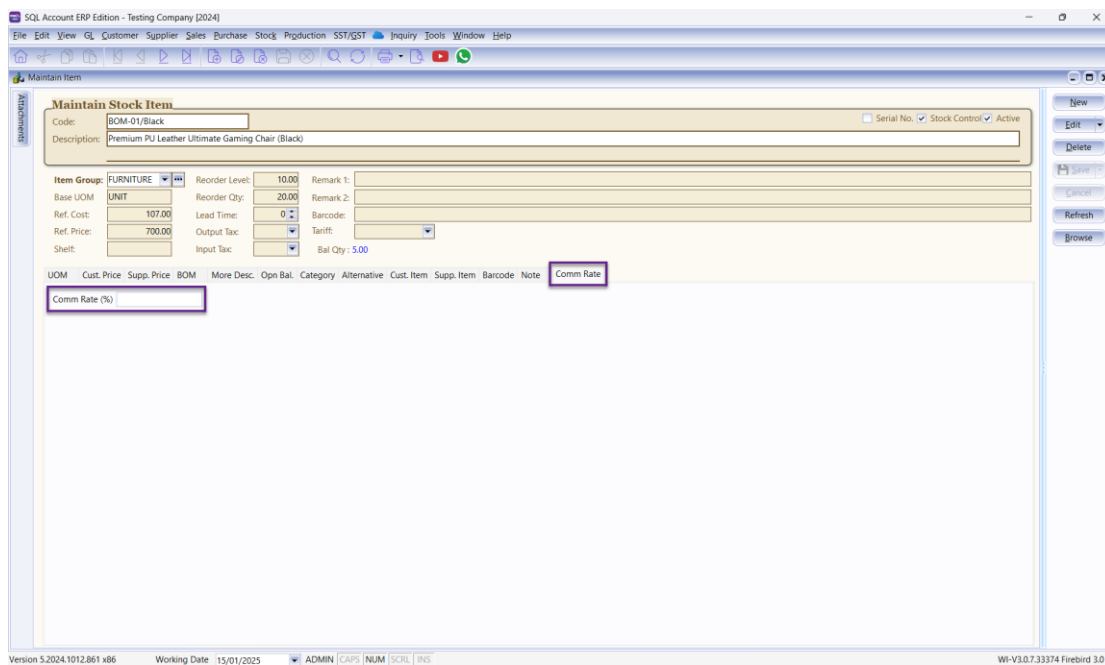 SQL Account ERP Edition - Testing Company [2024]
File Edit View GL Customer Supplier Sales Purchase Stock Production SST/GST Inquiry Tools Window Help
Maintain Item
Attachments
Maintain Stock Item
Code: BOM-01/Black Serial No. Stock Control Active
Description: Premium PU Leather Ultimate Gaming Chair (Black)
Item Group: FURNITURE Reorder Level: 10.00 Remark 1:
Base UOM UNIT Reorder Qty: 20.00 Remark 2:
Ref. Cost: 107.00 Lead Time: 0 Barcode:
Ref. Price: 700.00 Output Tax: Tariff:
Shelf: Input Tax: Bal Qty : 5.00
UOM Cust. Price Supp. Price BOM More Desc. Opn Bal. Category Alternative Cust. Item Supp. Item Barcode Note Comm Rate
Comm Rate (%)
New
Edit
Delete
Save
Cancel
Refresh
Browse
Version 5.2024.1012.861 x86 Working Date 15/01/2025 ADMIN CAPS NUM SCRL INS WI-V3.0.7.33374 Firebird 3.0